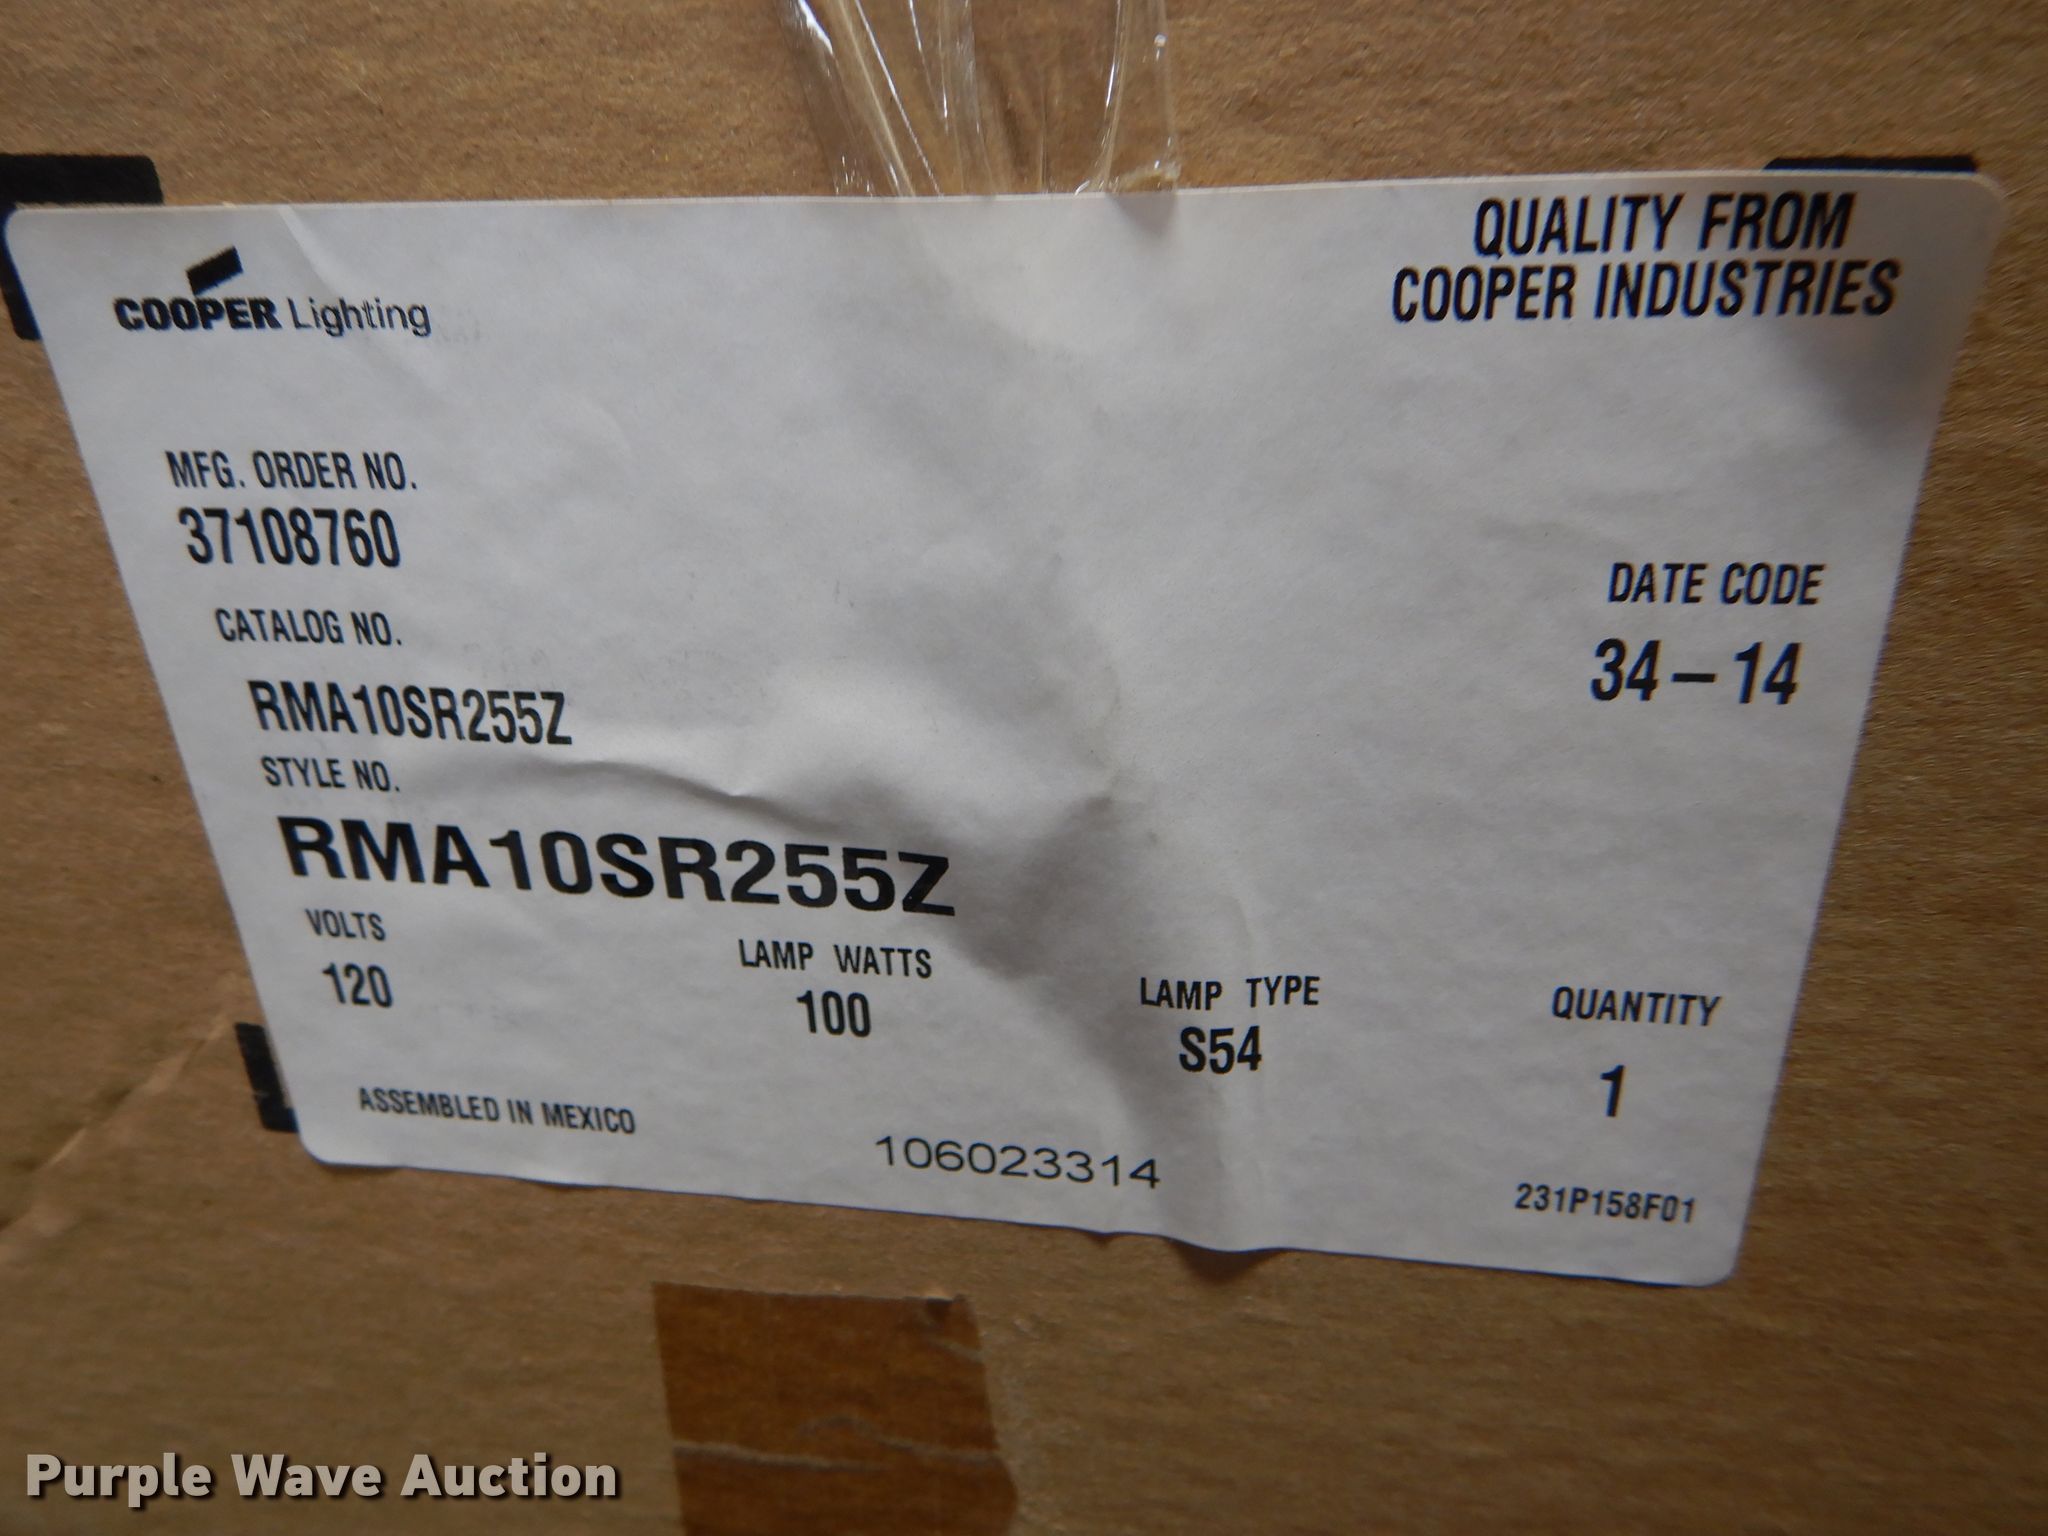 COOPER Lighting
QUALITY FROM
COOPER INDUSTRIES
MFG. ORDER NO.
37108760
CATALOG NO.
RMA10SR255Z
STYLE NO.
RMA10SR255Z
DATE CODE
34-14
VOLTS
120
LAMP WATTS
100
LAMP TYPE
S54
QUANTITY
1
ASSEMBLED IN MEXICO
106023314
231P158F01
Purple Wave Auction